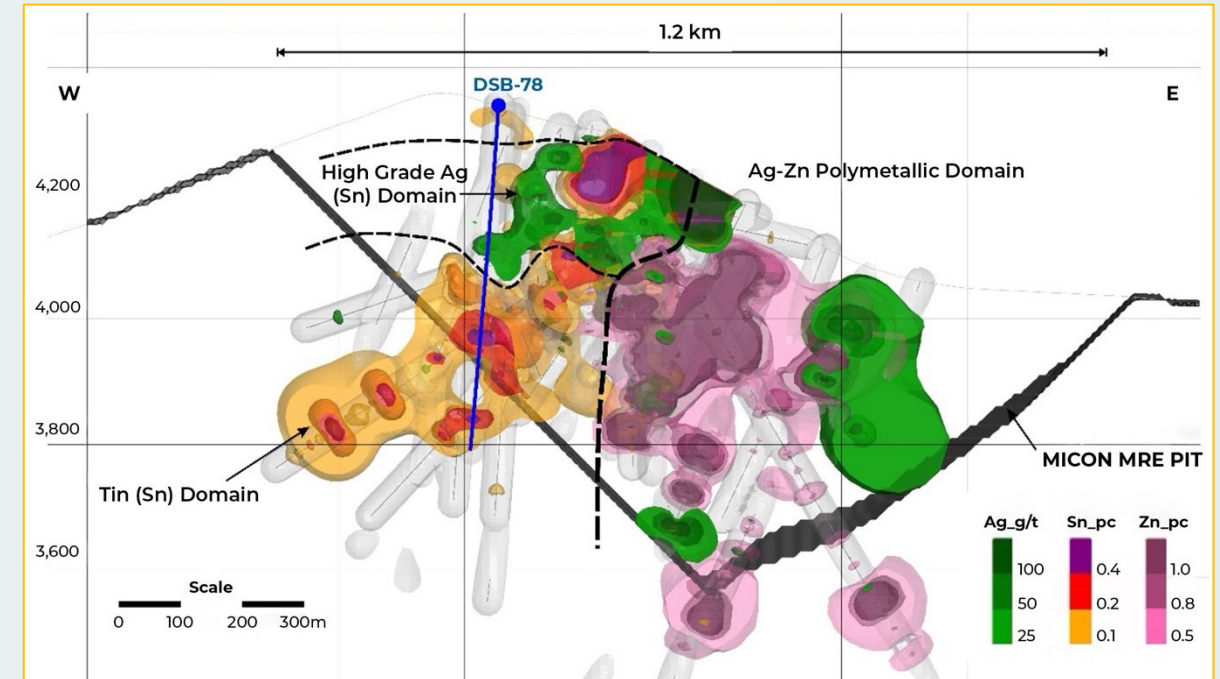 1.2 km
W
DSB-78
E
High Grade Ag
(Sn) Domain
Ag-Zn Polymetallic Domain
4,200
4,000
3,800
3,600
Tin (Sn) Domain
MICON MRE PIT
Scale
0 100 200 300m
Ag_g/t Sn_pc Zn_pc
100 0.4 1.0
50 0.2 0.8
25 0.1 0.5